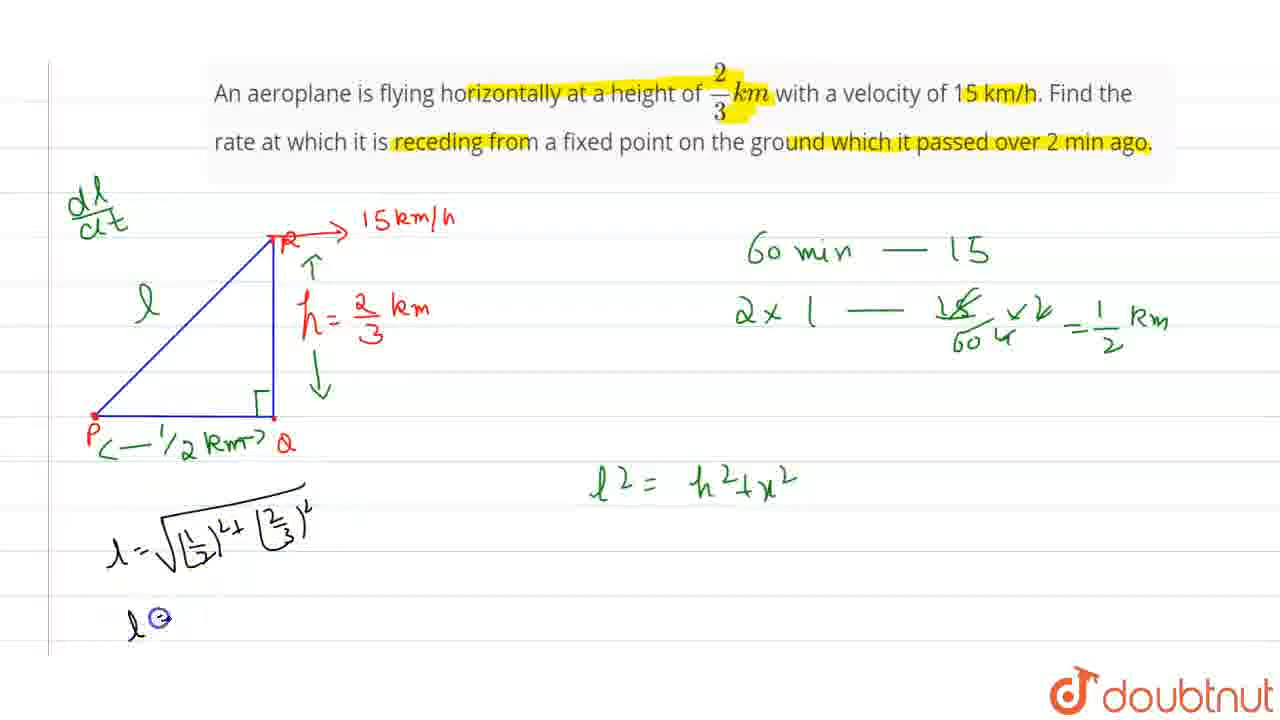 An aeroplane is flying horizontally at a height of 2/3 km with a velocity of 15 km/h. Find the
rate at which it is receding from a fixed point on the ground which it passed over 2 min ago.
dl/dt
R
15 km/h
l
h = 2/3 km
P
<— 1/2 km —>
Q
60 min — 15
2 × 1 — 15/60 4 × 2 = 1/2 km
l² = h² + x²
l = √((1/2)² + (2/3)²)
l =
doubtnut